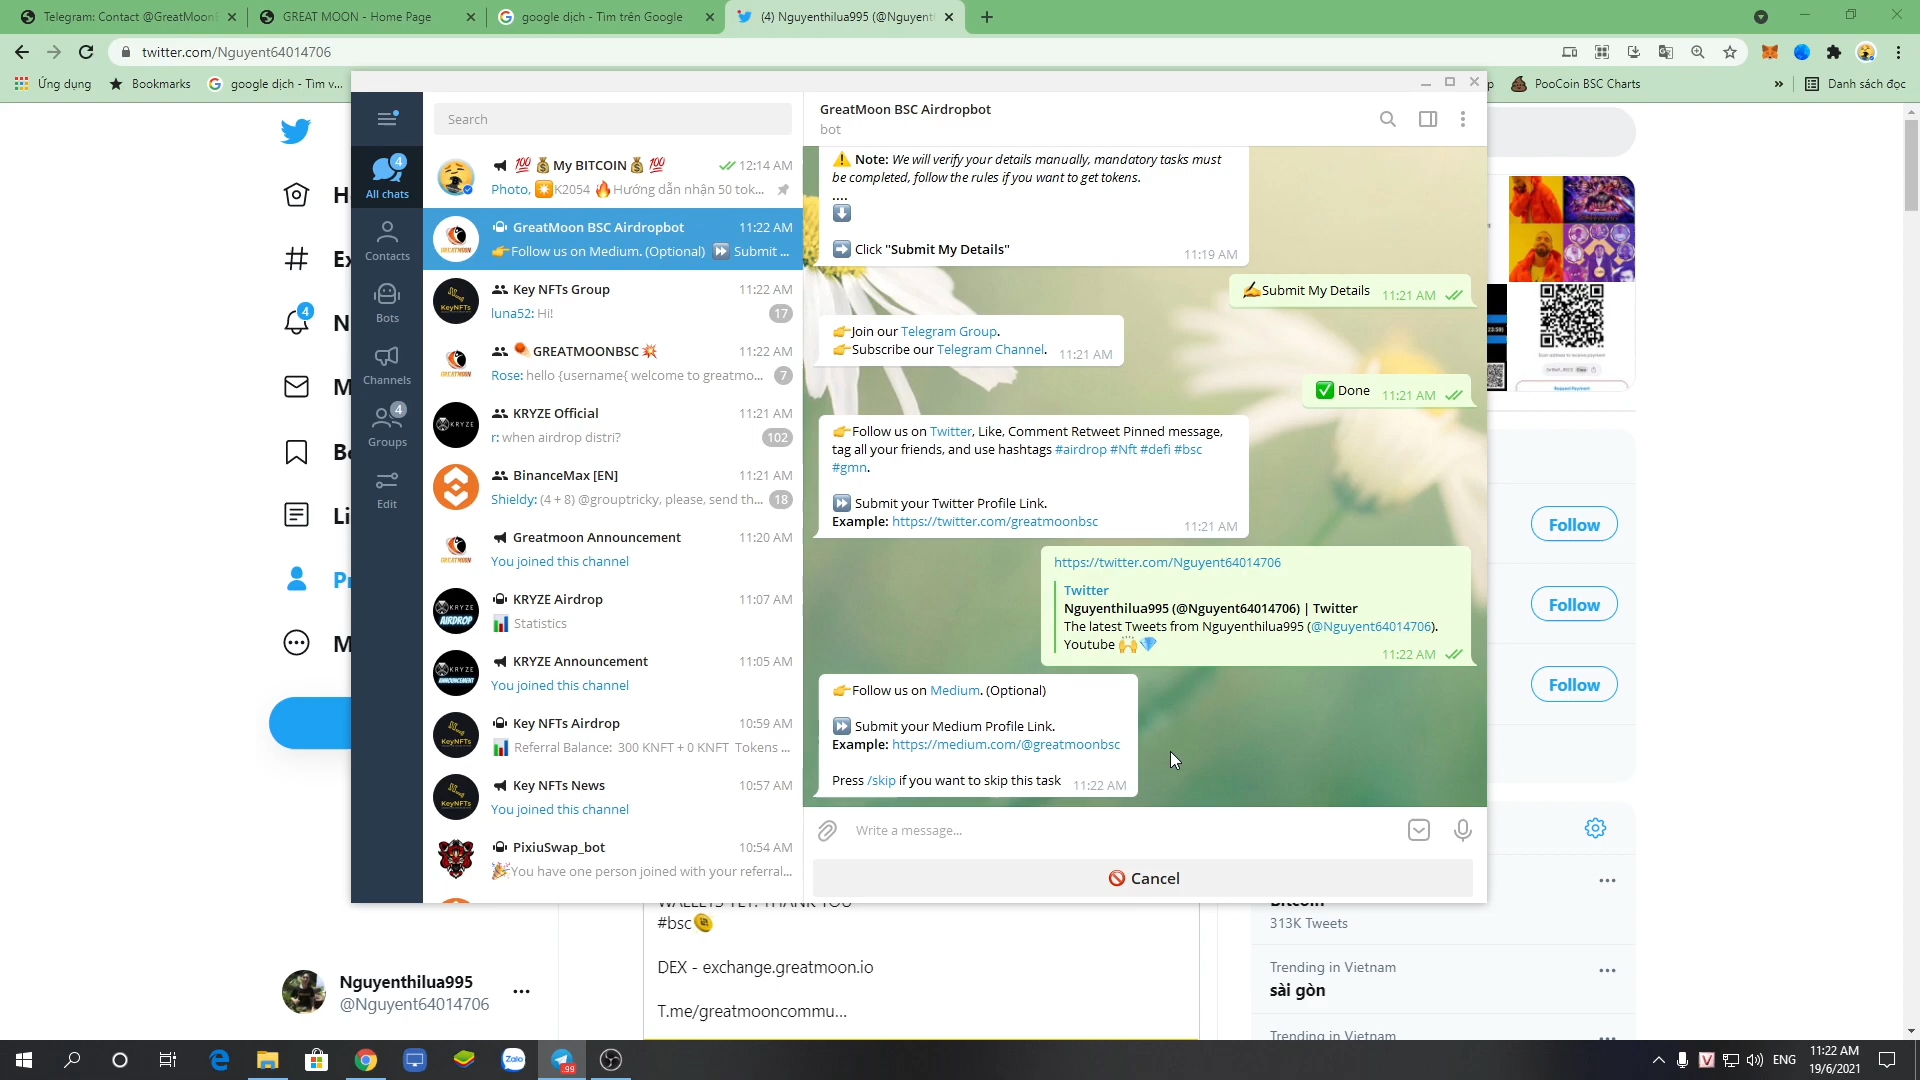 Telegram: Contact @GreatMoon
GREAT MOON - Home Page
google dịch - Tìm trên Google
(4) Nguyenthilua995 (@Nguyent
twitter.com/Nguyent64014706
Ứng dụng
Bookmarks
google dịch - Tìm v...
PooCoin BSC Charts
»
Danh sách đọc
4
All chats
Contacts
Bots
Channels
4
Groups
Edit
Search
💯💰My BITCOIN💰💯
12:14 AM
Photo, 💥K2054 🔥Hướng dẫn nhận 50 tok...
GreatMoon BSC Airdropbot
11:22 AM
👉Follow us on Medium. (Optional) ⏩ Submit ...
Key NFTs Group
11:22 AM
luna52: Hi!
17
GREATMOONBSC💥
11:22 AM
Rose: hello {username{ welcome to greatmo...
7
KRYZE Official
11:21 AM
r: when airdrop distri?
102
BinanceMax [EN]
11:21 AM
Shieldy: (4 + 8) @grouptricky, please, send th...
18
Greatmoon Announcement
11:20 AM
You joined this channel
KRYZE Airdrop
11:07 AM
📊 Statistics
KRYZE Announcement
11:05 AM
You joined this channel
Key NFTs Airdrop
10:59 AM
📊 Referral Balance: 300 KNFT + 0 KNFT Tokens ...
Key NFTs News
10:57 AM
You joined this channel
PixiuSwap_bot
10:54 AM
🎉You have one person joined with your referral...
GreatMoon BSC Airdropbot
bot
⚠️ Note: We will verify your details manually, mandatory tasks must
be completed, follow the rules if you want to get tokens.
....
⬇️
➡️ Click "Submit My Details"
11:19 AM
✍️Submit My Details
11:21 AM
👉Join our Telegram Group.
👉Subscribe our Telegram Channel.
11:21 AM
✅ Done
11:21 AM
👉Follow us on Twitter, Like, Comment Retweet Pinned message,
tag all your friends, and use hashtags #airdrop #Nft #defi #bsc
#gmn.
⏩ Submit your Twitter Profile Link.
Example: https://twitter.com/greatmoonbsc
11:21 AM
https://twitter.com/Nguyent64014706
Twitter
Nguyenthilua995 (@Nguyent64014706) | Twitter
The latest Tweets from Nguyenthilua995 (@Nguyent64014706).
Youtube 🙌💎
11:22 AM
👉Follow us on Medium. (Optional)
⏩ Submit your Medium Profile Link.
Example: https://medium.com/@greatmoonbsc
Press /skip if you want to skip this task
11:22 AM
Write a message...
🚫 Cancel
4
Follow
Follow
Follow
#bsc
DEX - exchange.greatmoon.io
T.me/greatmooncommu...
Nguyenthilua995
@Nguyent64014706
Bitcoin
313K Tweets
Trending in Vietnam
sài gòn
Trending in Vietnam
Zalo
99
ENG
11:22 AM
19/6/2021